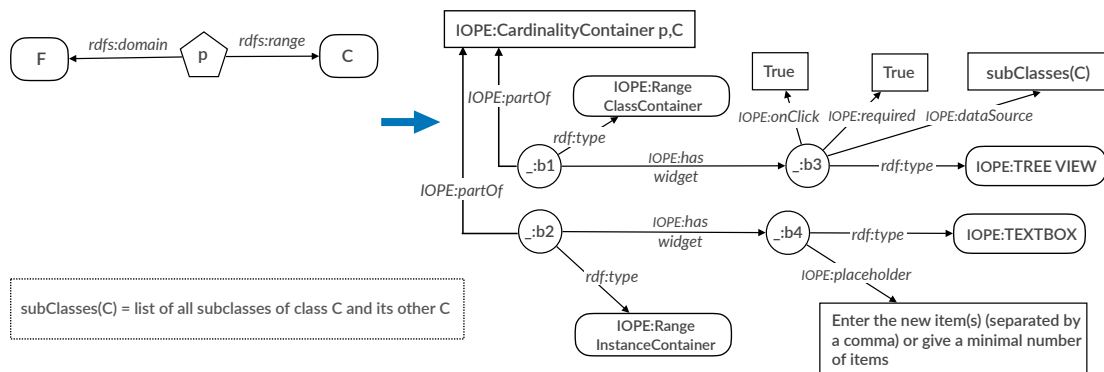 F
rdfs:domain
p
rdfs:range
C
IOPE:CardinalityContainer p,C
IOPE:partOf
IOPE:partOf
IOPE:Range
ClassContainer
rdf:type
_:b1
IOPE:has
widget
_:b3
True
True
subClasses(C)
IOPE:onClick
IOPE:required
IOPE:dataSource
rdf:type
IOPE:TREE VIEW
_:b2
IOPE:has
widget
_:b4
rdf:type
IOPE:TEXTBOX
rdf:type
IOPE:placeholder
IOPE:Range
InstanceContainer
Enter the new item(s) (separated by
a comma) or give a minimal number
of items
subClasses(C) = list of all subclasses of class C and its other C